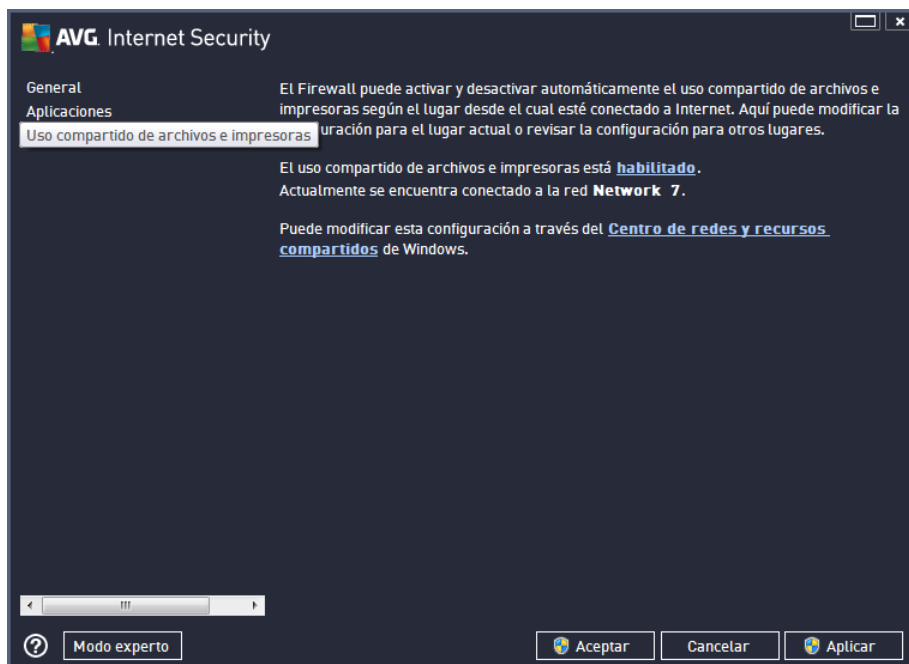 AVG. Internet Security
General
Aplicaciones
Uso compartido de archivos e impresoras
El Firewall puede activar y desactivar automáticamente el uso compartido de archivos e
impresoras según el lugar desde el cual esté conectado a Internet. Aquí puede modificar la
uración para el lugar actual o revisar la configuración para otros lugares.
El uso compartido de archivos e impresoras está habilitado.
Actualmente se encuentra conectado a la red Network 7.
Puede modificar esta configuración a través del Centro de redes y recursos
compartidos de Windows.
Modo experto
Aceptar
Cancelar
Aplicar